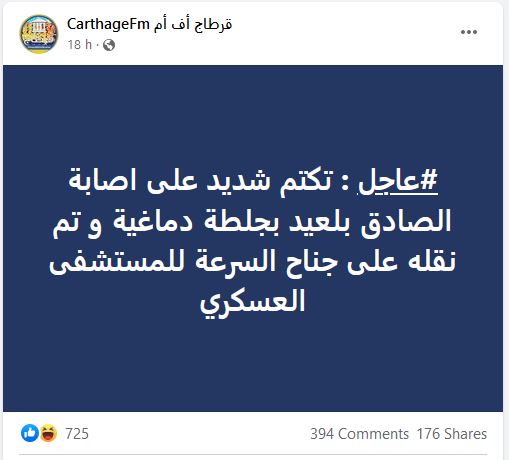 CarthageFm قرطاج أف أم
18 h ·
#عاجل : تكتم شديد على اصابة
الصادق بلعيد بجلطة دماغية و تم
نقله على جناح السرعة للمستشفى
العسكري
725
394 Comments 176 Shares